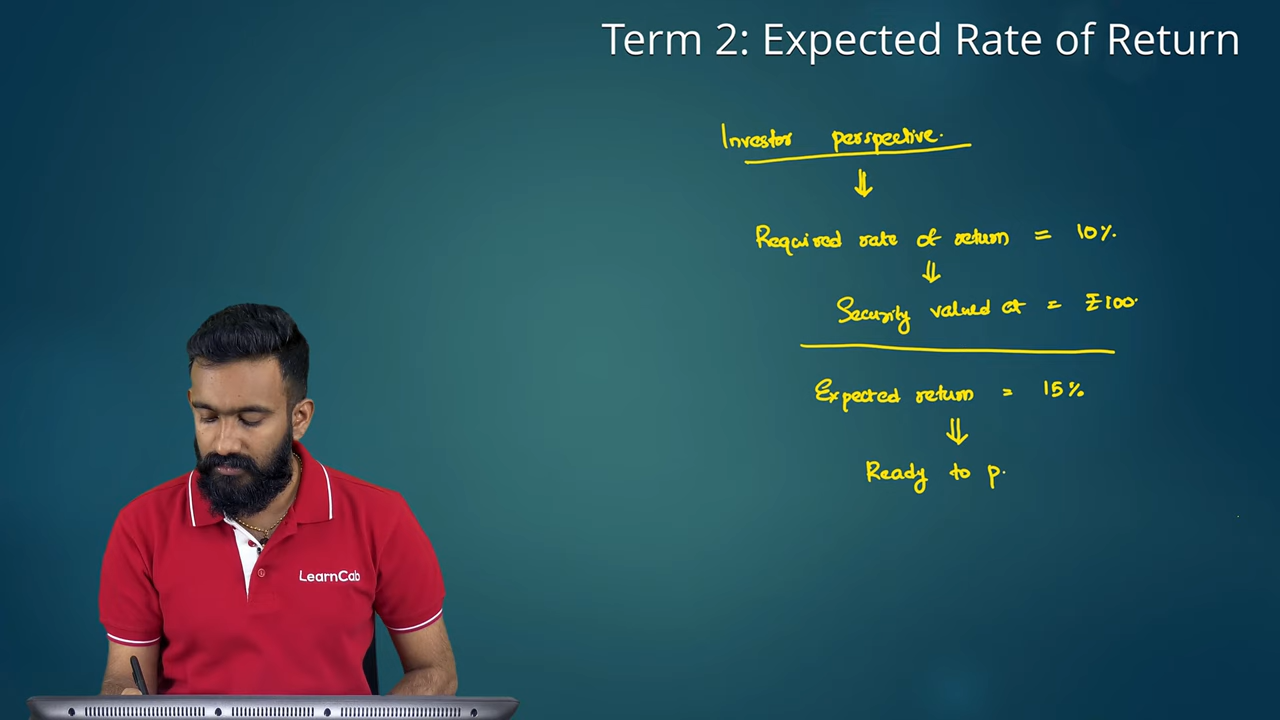 Term 2: Expected Rate of Return
Investor perspective.
⇓
Required rate of return = 10%.
⇓
Security valued at = ₹100.
Expected return = 15%
⇓
Ready to p.
LearnCab